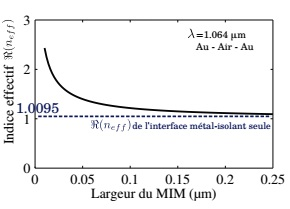 3
λ=1.064 μm
Au - Air - Au
2
Indice effectif ℜ(n_eff)
1.0095
1
ℜ(n_eff) de l'interface métal-isolant seule
0
0 0.05 0.1 0.15 0.2 0.25
Largeur du MIM (μm)